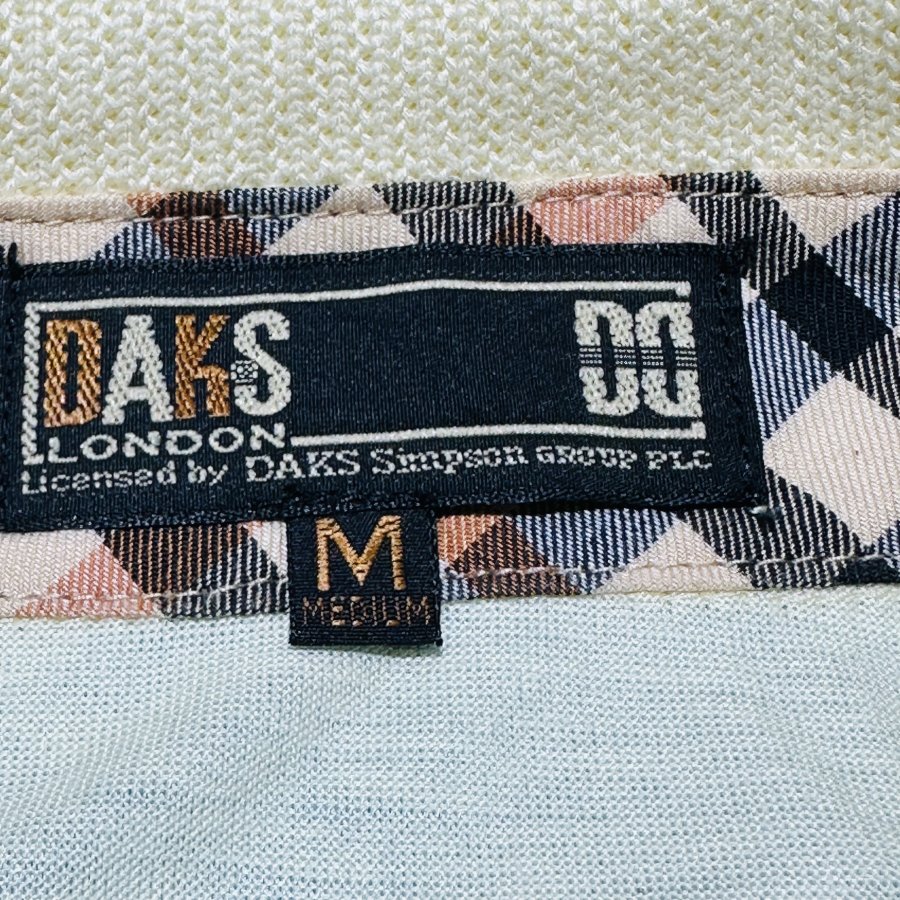 DAKS DD
LONDON
Licensed by DAKS Simpson GROUP PLC
M
MEDIUM